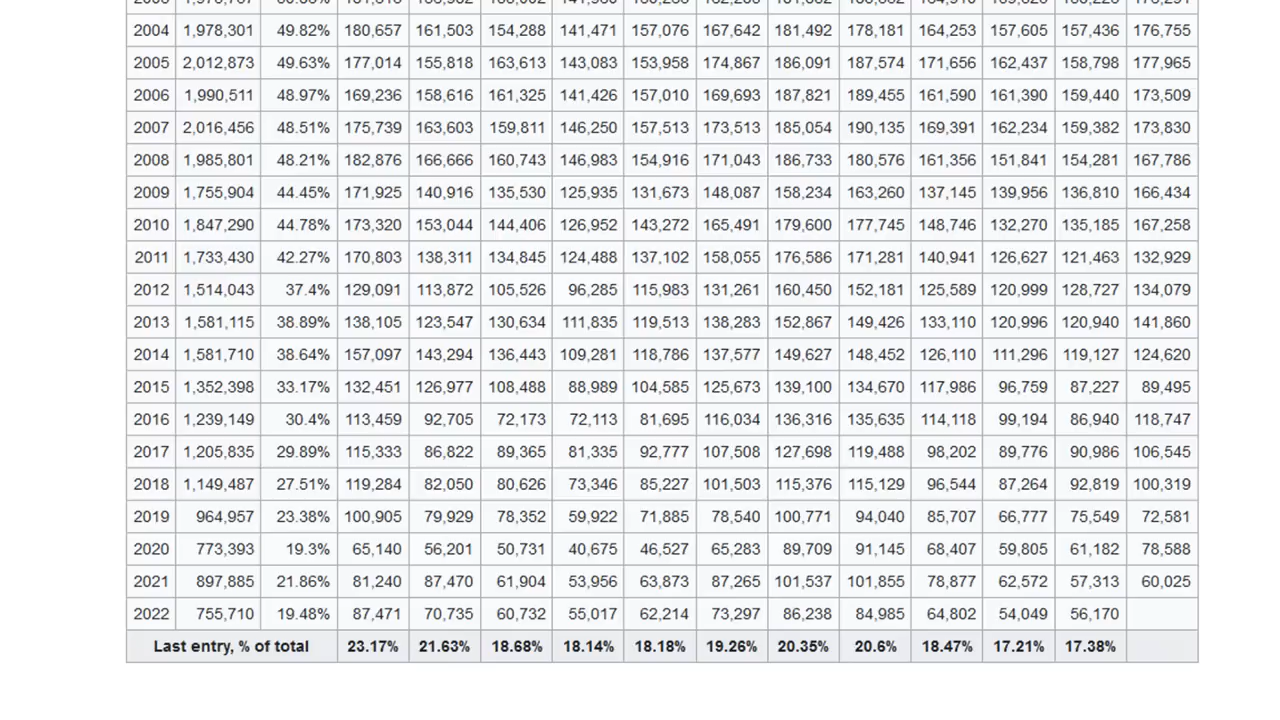 2004 1,978,301 49.82% 180,657 161,503 154,288 141,471 157,076 167,642 181,492 178,181 164,253 157,605 157,436 176,755
2005 2,012,873 49.63% 177,014 155,818 163,613 143,083 153,958 174,867 186,091 187,574 171,656 162,437 158,798 177,965
2006 1,990,511 48.97% 169,236 158,616 161,325 141,426 157,010 169,693 187,821 189,455 161,590 161,390 159,440 173,509
2007 2,016,456 48.51% 175,739 163,603 159,811 146,250 157,513 173,513 185,054 190,135 169,391 162,234 159,382 173,830
2008 1,985,801 48.21% 182,876 166,666 160,743 146,983 154,916 171,043 186,733 180,576 161,356 151,841 154,281 167,786
2009 1,755,904 44.45% 171,925 140,916 135,530 125,935 131,673 148,087 158,234 163,260 137,145 139,956 136,810 166,434
2010 1,847,290 44.78% 173,320 153,044 144,406 126,952 143,272 165,491 179,600 177,745 148,746 132,270 135,185 167,258
2011 1,733,430 42.27% 170,803 138,311 134,845 124,488 137,102 158,055 176,586 171,281 140,941 126,627 121,463 132,929
2012 1,514,043 37.4% 129,091 113,872 105,526 96,285 115,983 131,261 160,450 152,181 125,589 120,999 128,727 134,079
2013 1,581,115 38.89% 138,105 123,547 130,634 111,835 119,513 138,283 152,867 149,426 133,110 120,996 120,940 141,860
2014 1,581,710 38.64% 157,097 143,294 136,443 109,281 118,786 137,577 149,627 148,452 126,110 111,296 119,127 124,620
2015 1,352,398 33.17% 132,451 126,977 108,488 88,989 104,585 125,673 139,100 134,670 117,986 96,759 87,227 89,495
2016 1,239,149 30.4% 113,459 92,705 72,173 72,113 81,695 116,034 136,316 135,635 114,118 99,194 86,940 118,747
2017 1,205,835 29.89% 115,333 86,822 89,365 81,335 92,777 107,508 127,698 119,488 98,202 89,776 90,986 106,545
2018 1,149,487 27.51% 119,284 82,050 80,626 73,346 85,227 101,503 115,376 115,129 96,544 87,264 92,819 100,319
2019 964,957 23.38% 100,905 79,929 78,352 59,922 71,885 78,540 100,771 94,040 85,707 66,777 75,549 72,581
2020 773,393 19.3% 65,140 56,201 50,731 40,675 46,527 65,283 89,709 91,145 68,407 59,805 61,182 78,588
2021 897,885 21.86% 81,240 87,470 61,904 53,956 63,873 87,265 101,537 101,855 78,877 62,572 57,313 60,025
2022 755,710 19.48% 87,471 70,735 60,732 55,017 62,214 73,297 86,238 84,985 64,802 54,049 56,170
Last entry, % of total 23.17% 21.63% 18.68% 18.14% 18.18% 19.26% 20.35% 20.6% 18.47% 17.21% 17.38%